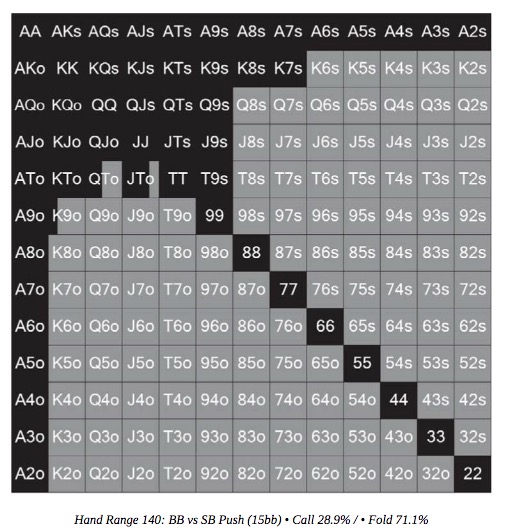 AA AKs AQs AJs ATs A9s A8s A7s A6s A5s A4s A3s A2s
AKo KK KQs KJs KTs K9s K8s K7s K6s K5s K4s K3s K2s
AQo KQo QQ QJs QTs Q9s Q8s Q7s Q6s Q5s Q4s Q3s Q2s
AJo KJo QJo JJ JTs J9s J8s J7s J6s J5s J4s J3s J2s
ATo KTo QTo JTo TT T9s T8s T7s T6s T5s T4s T3s T2s
A9o K9o Q9o J9o T9o 99 98s 97s 96s 95s 94s 93s 92s
A8o K8o Q8o J8o T8o 98o 88 87s 86s 85s 84s 83s 82s
A7o K7o Q7o J7o T7o 97o 87o 77 76s 75s 74s 73s 72s
A6o K6o Q6o J6o T6o 96o 86o 76o 66 65s 64s 63s 62s
A5o K5o Q5o J5o T5o 95o 85o 75o 65o 55 54s 53s 52s
A4o K4o Q4o J4o T4o 94o 84o 74o 64o 54o 44 43s 42s
A3o K3o Q3o J3o T3o 93o 83o 73o 63o 53o 43o 33 32s
A2o K2o Q2o J2o T2o 92o 82o 72o 62o 52o 42o 32o 22
Hand Range 140: BB vs SB Push (15bb) • Call 28.9% / • Fold 71.1%